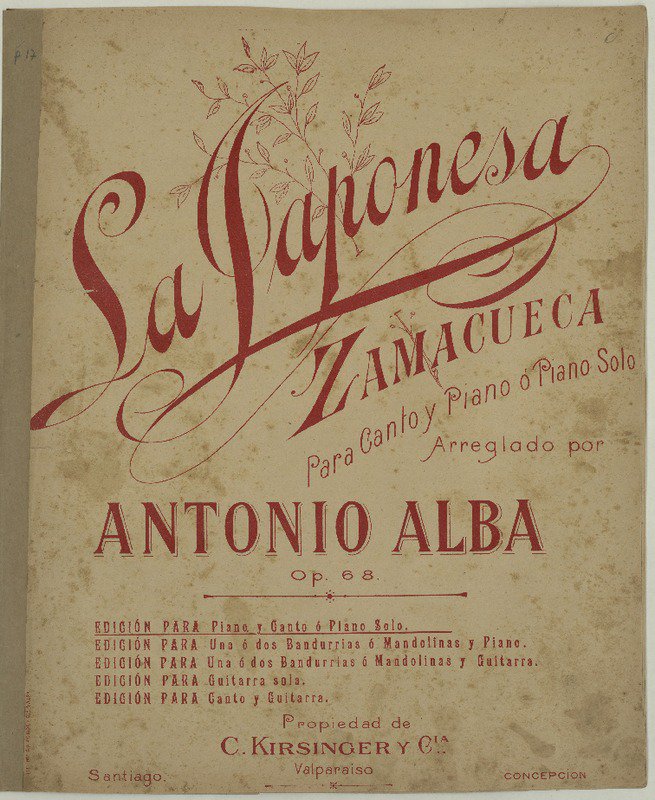 p 17
La Japonesa
ZAMACUECA
Para Canto y Piano ó Piano Solo
Arreglado por
ANTONIO ALBA
Op. 68.
EDICIÓN PARA Piano y Canto ó Piano Solo.
EDICIÓN PARA Una ó dos Bandurrias ó Mandolinas y Piano.
EDICIÓN PARA Una ó dos Bandurrias ó Mandolinas y Guitarra.
EDICIÓN PARA Guitarra sola.
EDICIÓN PARA Canto y Guitarra.
Propiedad de
C. KIRSINGER Y CIA.
Santiago.
Valparaiso
CONCEPCION